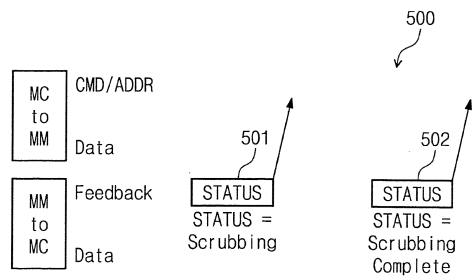 500
MC
to
MM
CMD/ADDR
Data
MM
to
MC
Feedback
Data
501
STATUS
STATUS =
Scrubbing
502
STATUS
STATUS =
Scrubbing
Complete